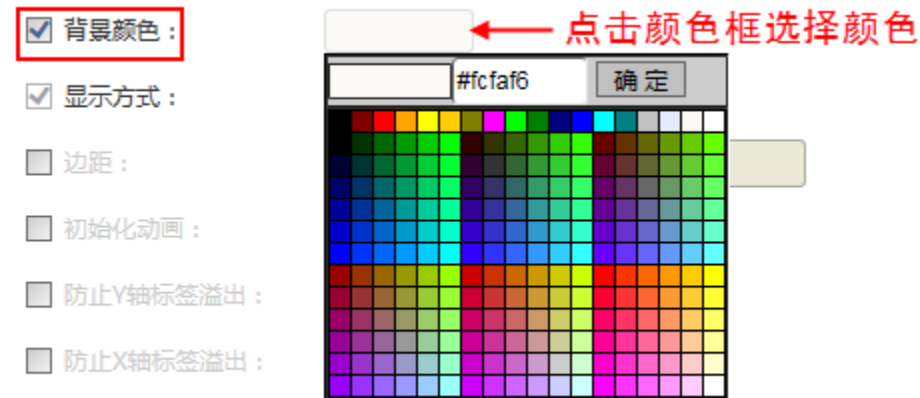 背景颜色：
点击颜色框选择颜色
#fcfaf6 确定
显示方式：
边距：
初始化动画：
防止Y轴标签溢出：
防止X轴标签溢出：